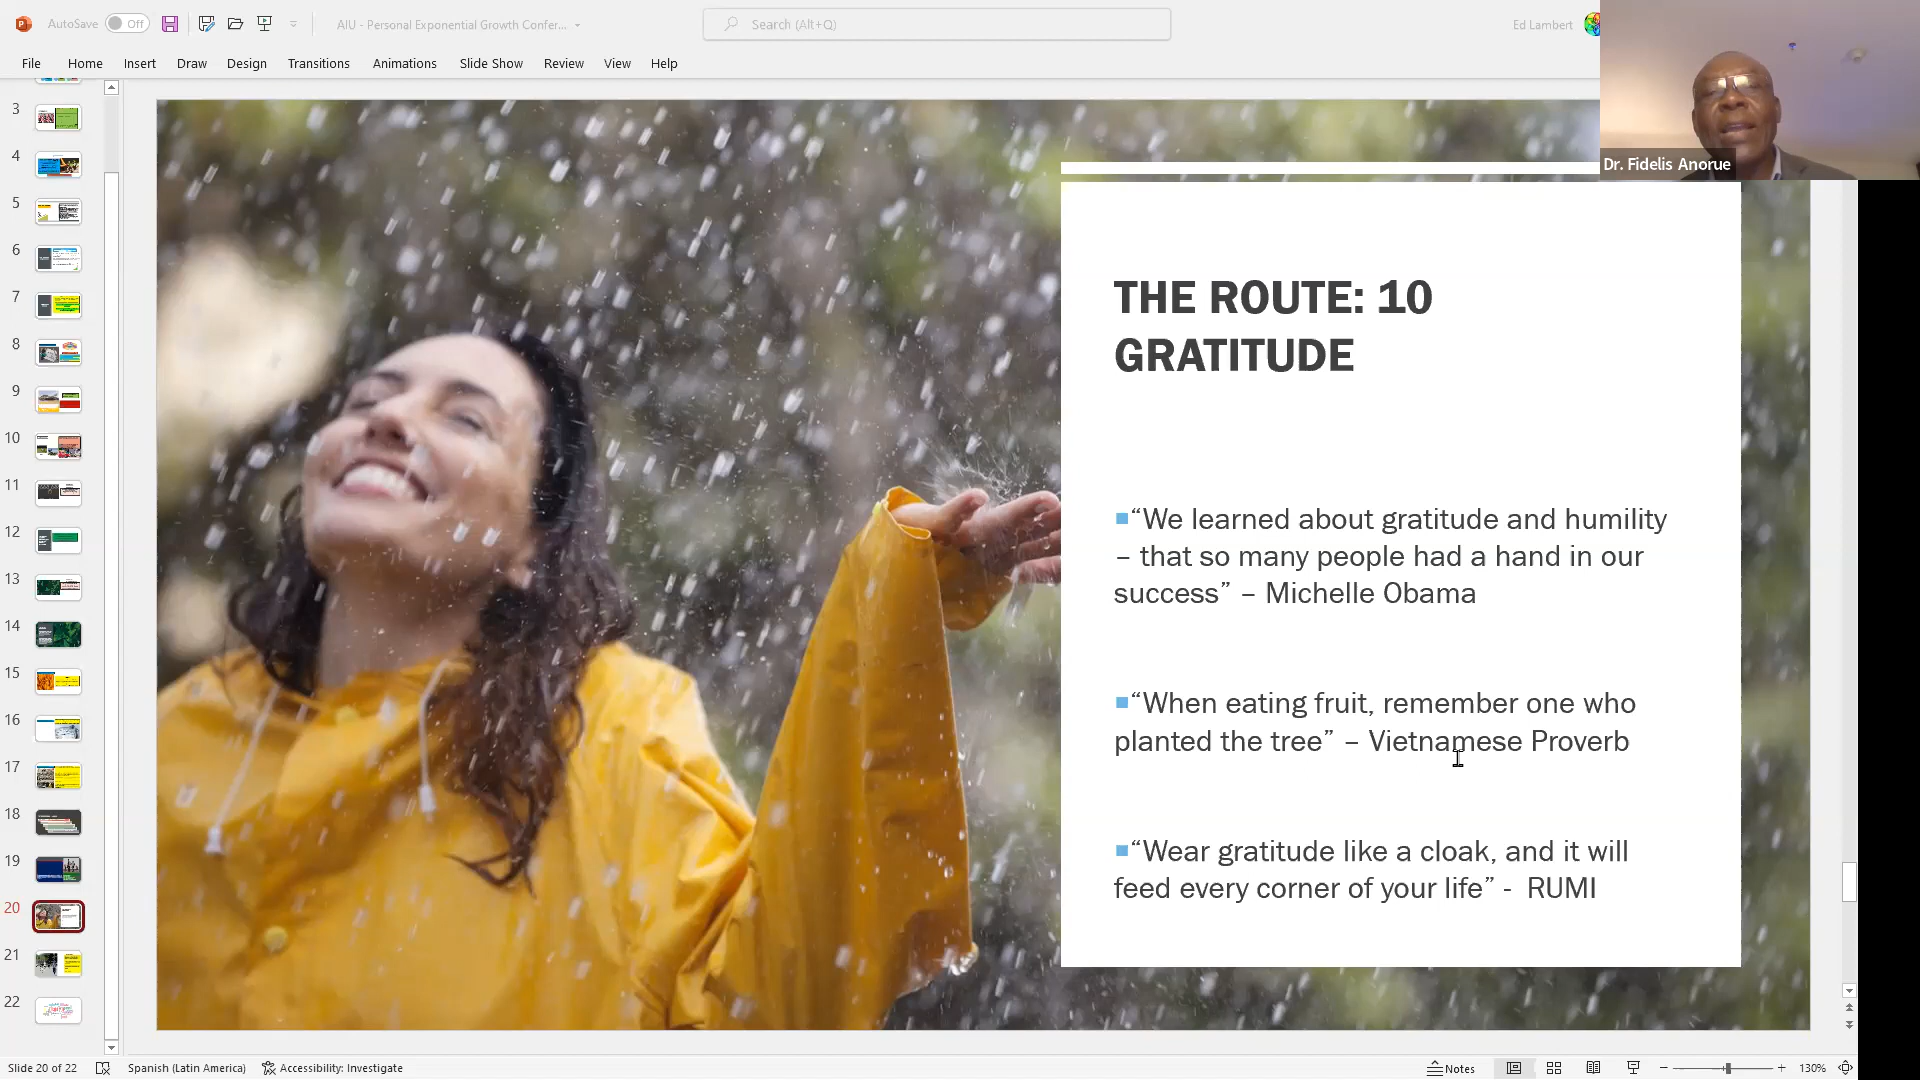 AutoSave Off
AIU - Personal Exponential Growth Confer...
Search (Alt+Q)
Ed Lambert
File Home Insert Draw Design Transitions Animations Slide Show Review View Help
Dr. Fidelis Anorue
3
4
5
6
7
8
9
10
11
12
13
14
15
16
17
18
19
20
21
22
THE ROUTE: 10
GRATITUDE
“We learned about gratitude and humility
– that so many people had a hand in our
success” – Michelle Obama
“When eating fruit, remember one who
planted the tree” – Vietnamese Proverb
“Wear gratitude like a cloak, and it will
feed every corner of your life” - RUMI
Slide 20 of 22 Spanish (Latin America) Accessibility: Investigate Notes 130%